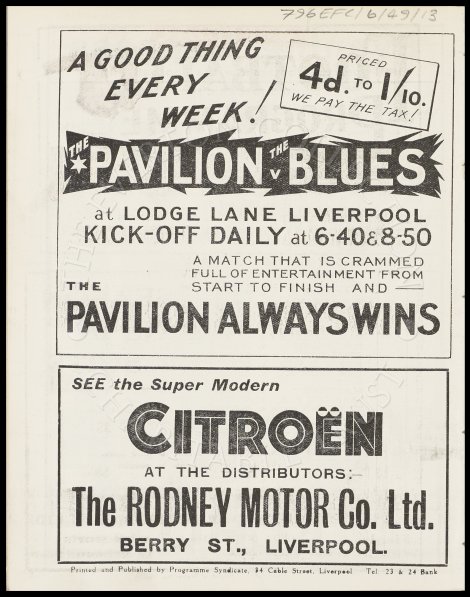 796EFC/6/49/13
A GOOD THING
EVERY
WEEK!
PRICED
4d. TO 1/10.
WE PAY THE TAX!
THE PAVILION THE V BLUES
at LODGE LANE LIVERPOOL
KICK-OFF DAILY at 6-40 & 8-50
A MATCH THAT IS CRAMMED
FULL OF ENTERTAINMENT FROM
START TO FINISH AND —
THE
PAVILION ALWAYS WINS
SEE the Super Modern
CITROËN
AT THE DISTRIBUTORS:-
The RODNEY MOTOR Co. Ltd.
BERRY ST., LIVERPOOL.
Printed and Published by Programme Syndicate, 34 Cable Street, Liverpool Tel: 23 & 24 Bank